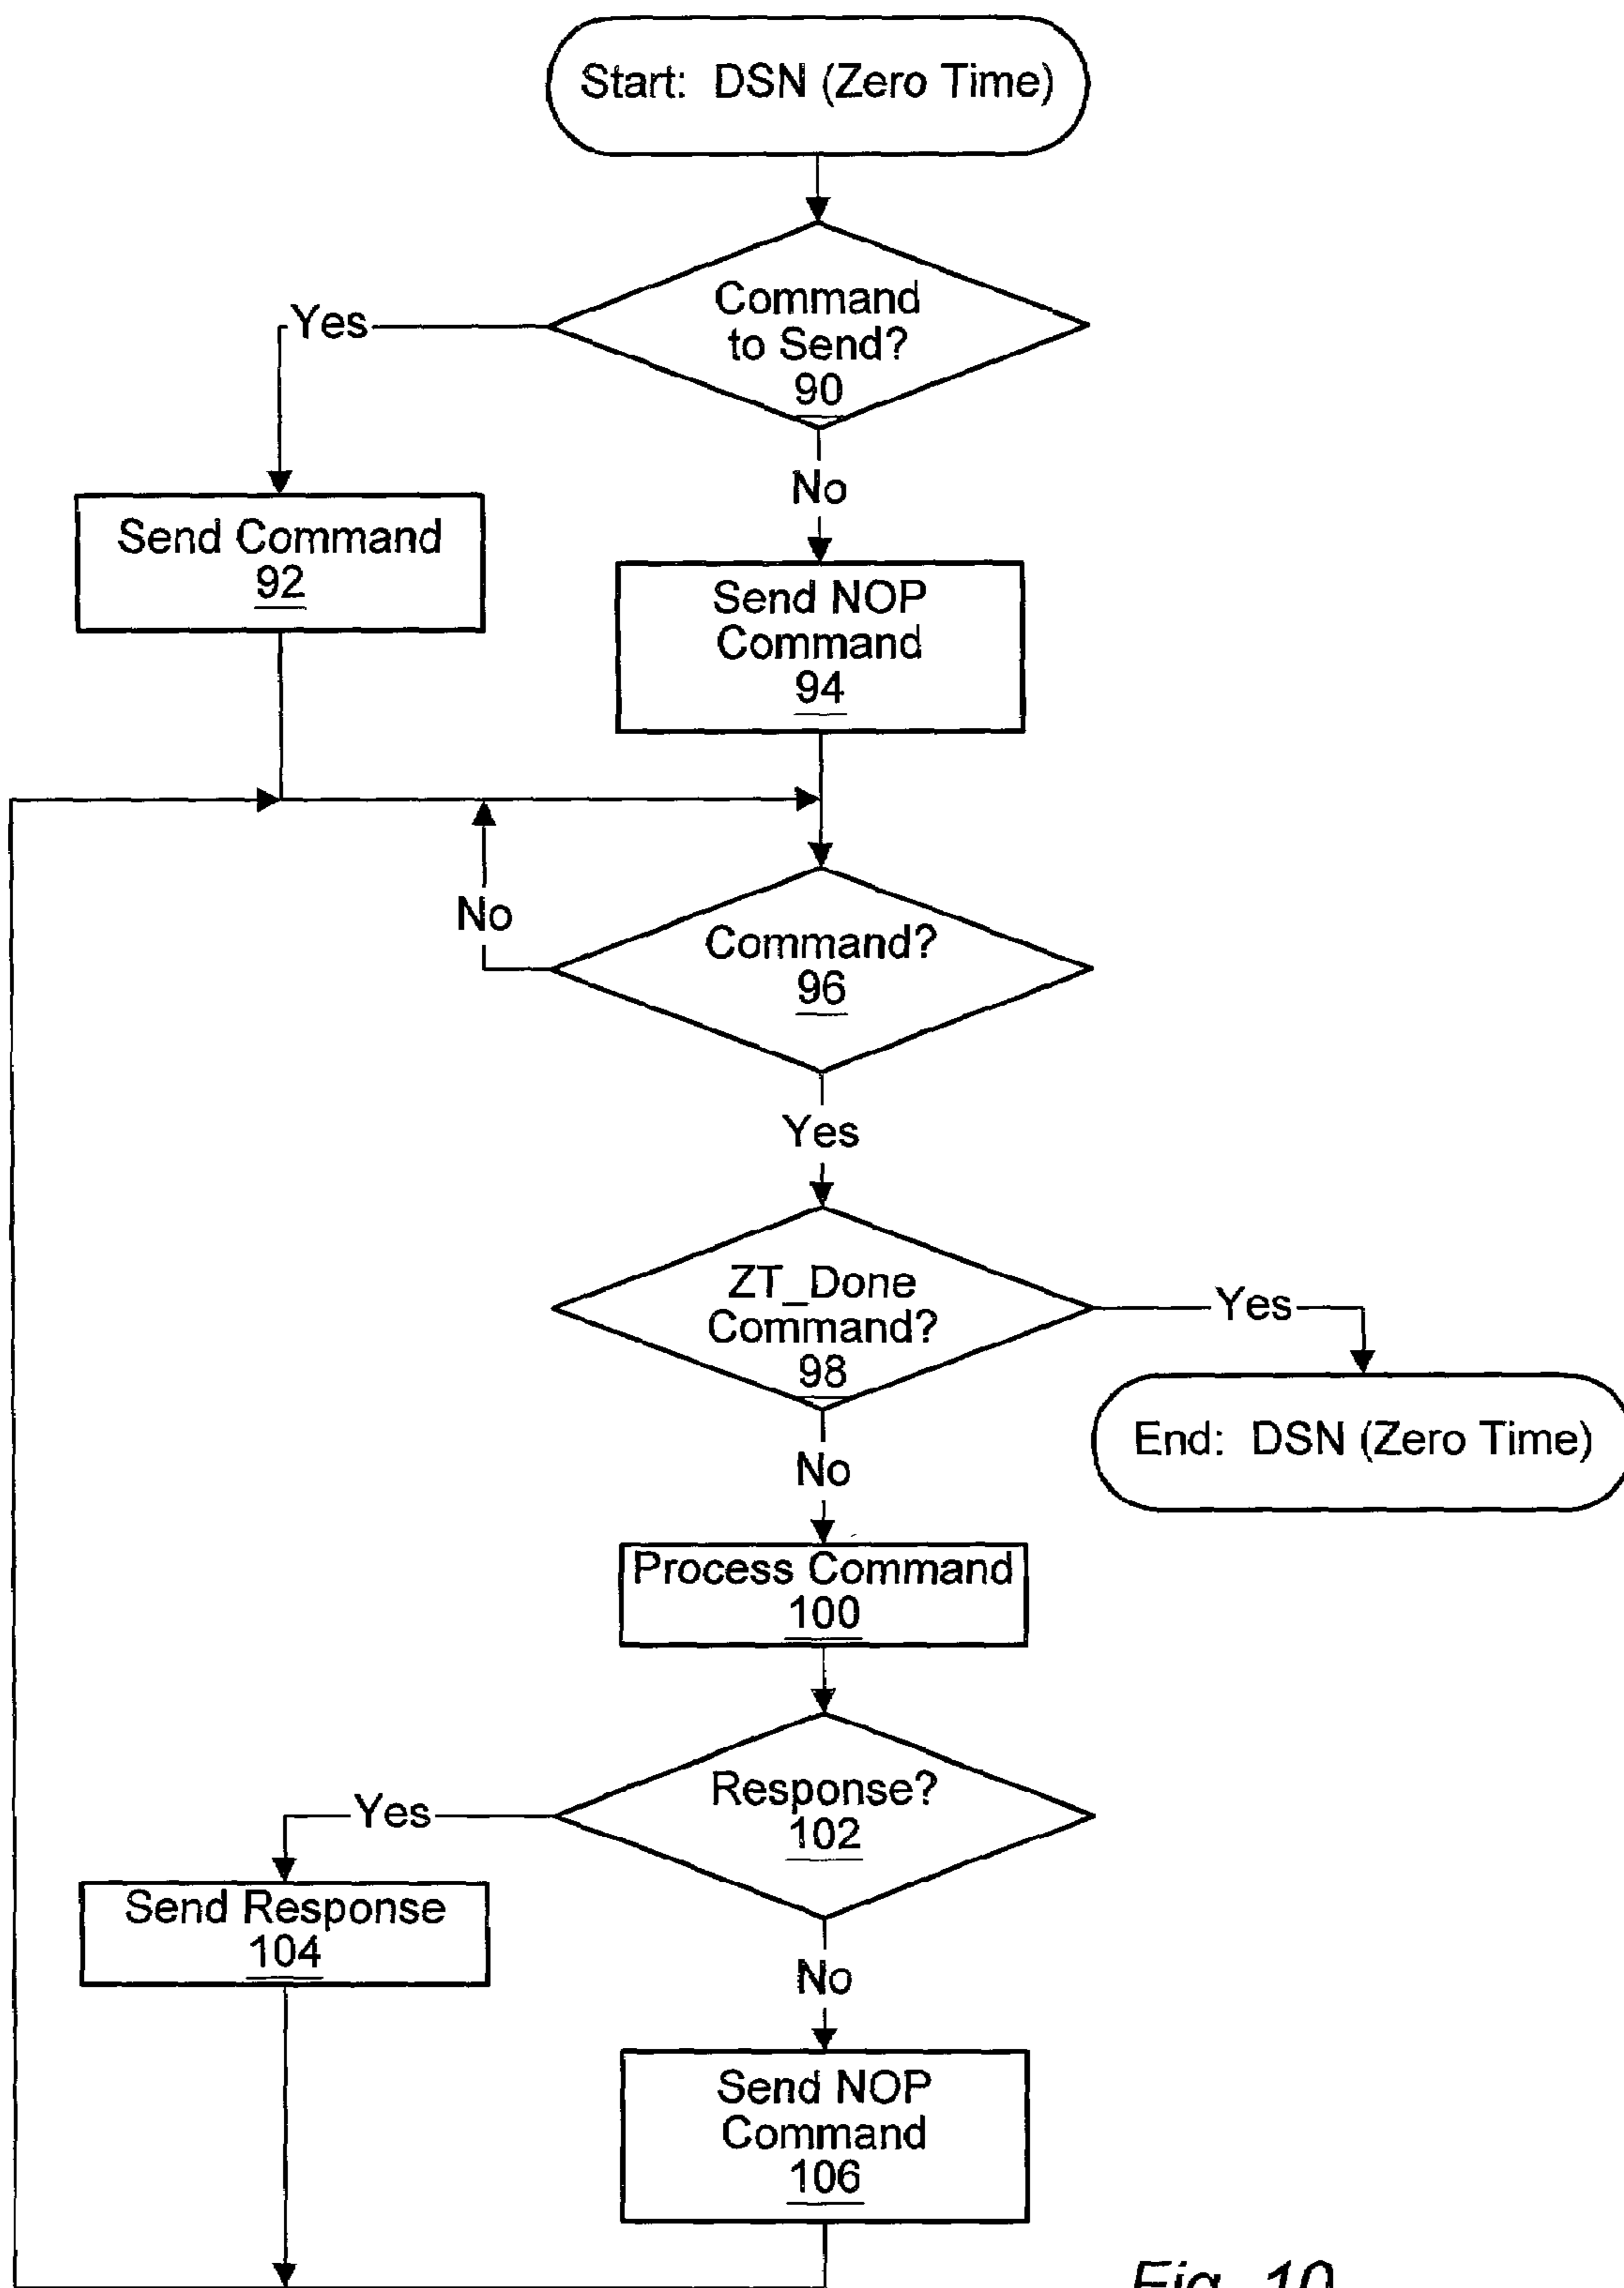 Start: DSN (Zero Time)
Command
to Send?
90
Yes
No
Send Command
92
Send NOP
Command
94
No
Command?
96
Yes
ZT_Done
Command?
98
Yes
End: DSN (Zero Time)
No
Process Command
100
Response?
102
Yes
Send Response
104
No
Send NOP
Command
106
Fig. 10